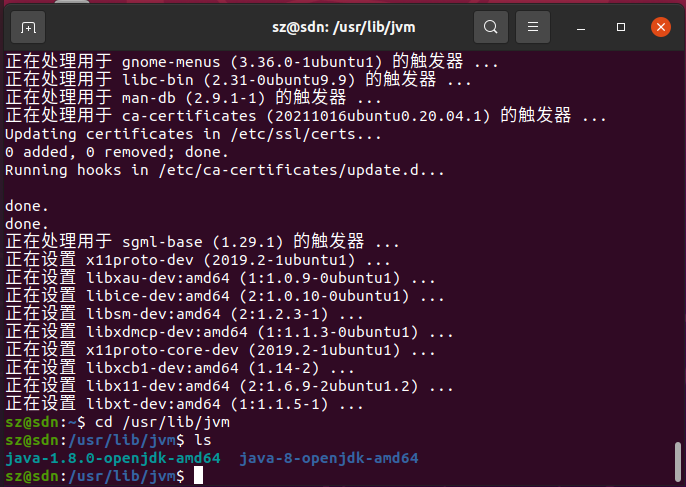 sz@sdn: /usr/lib/jvm
正在处理用于 gnome-menus (3.36.0-1ubuntu1) 的触发器 ...
正在处理用于 libc-bin (2.31-0ubuntu9.9) 的触发器 ...
正在处理用于 man-db (2.9.1-1) 的触发器 ...
正在处理用于 ca-certificates (20211016ubuntu0.20.04.1) 的触发器 ...
Updating certificates in /etc/ssl/certs...
0 added, 0 removed; done.
Running hooks in /etc/ca-certificates/update.d...
done.
done.
正在处理用于 sgml-base (1.29.1) 的触发器 ...
正在设置 x11proto-dev (2019.2-1ubuntu1) ...
正在设置 libxau-dev:amd64 (1:1.0.9-0ubuntu1) ...
正在设置 libice-dev:amd64 (2:1.0.10-0ubuntu1) ...
正在设置 libsm-dev:amd64 (2:1.2.3-1) ...
正在设置 libxdmcp-dev:amd64 (1:1.1.3-0ubuntu1) ...
正在设置 x11proto-core-dev (2019.2-1ubuntu1) ...
正在设置 libxcb1-dev:amd64 (1.14-2) ...
正在设置 libx11-dev:amd64 (2:1.6.9-2ubuntu1.2) ...
正在设置 libxt-dev:amd64 (1:1.1.5-1) ...
sz@sdn:~$ cd /usr/lib/jvm
sz@sdn:/usr/lib/jvm$ ls
java-1.8.0-openjdk-amd64  java-8-openjdk-amd64
sz@sdn:/usr/lib/jvm$